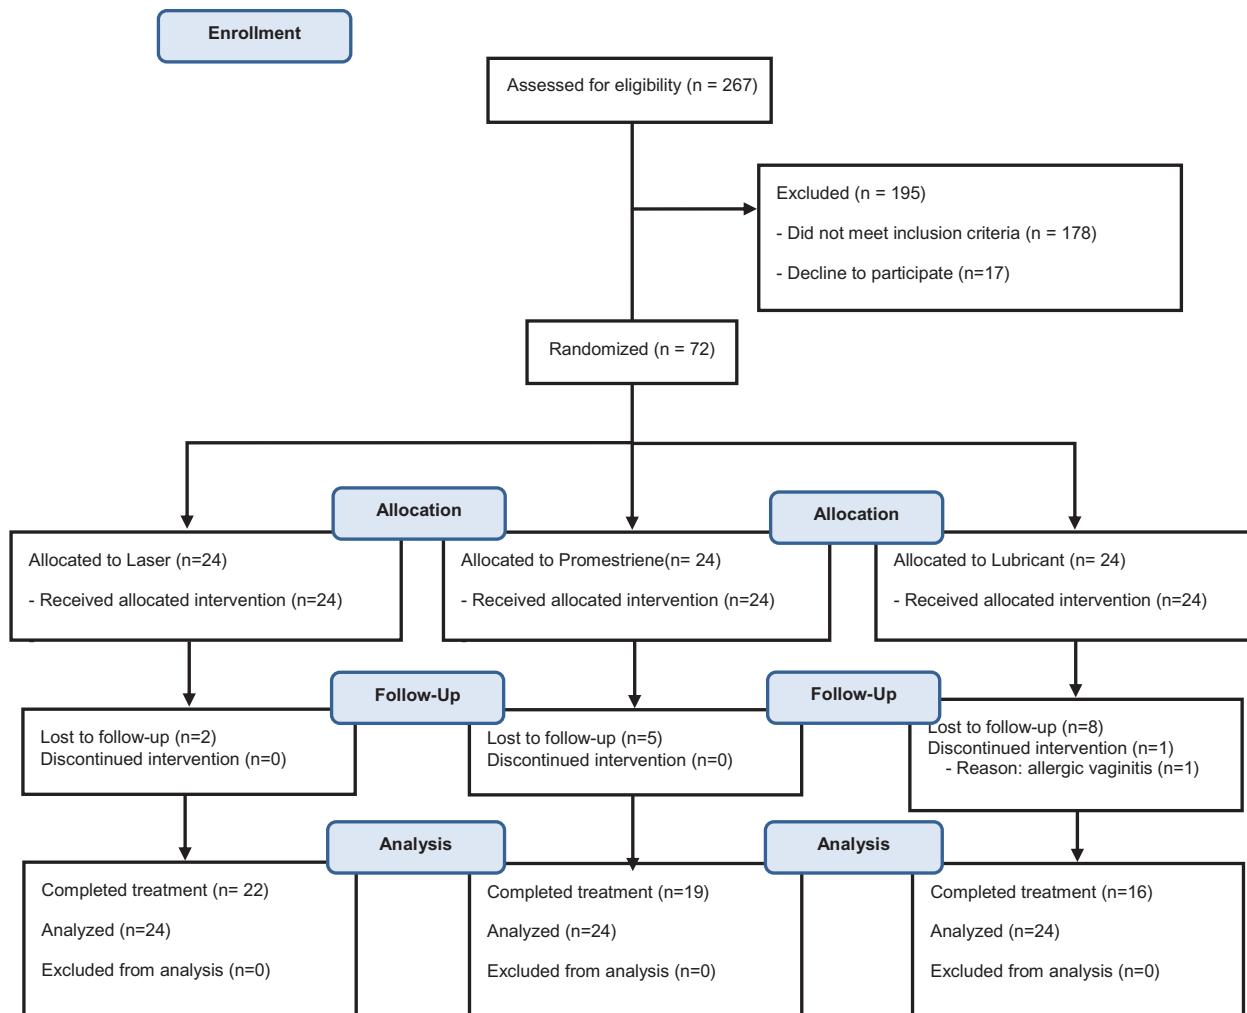 Enrollment
Assessed for eligibility (n = 267)
Excluded (n = 195)
- Did not meet inclusion criteria (n = 178)
- Decline to participate (n=17)
Randomized (n = 72)
Allocation
Allocation
Allocated to Laser (n=24)
- Received allocated intervention (n=24)
Allocated to Promestriene(n= 24)
- Received allocated intervention (n=24)
Allocated to Lubricant (n= 24)
- Received allocated intervention (n=24)
Follow-Up
Follow-Up
Lost to follow-up (n=2)
Discontinued intervention (n=0)
Lost to follow-up (n=5)
Discontinued intervention (n=0)
Lost to follow-up (n=8)
Discontinued intervention (n=1)
- Reason: allergic vaginitis (n=1)
Analysis
Analysis
Completed treatment (n= 22)
Analyzed (n=24)
Excluded from analysis (n=0)
Completed treatment (n=19)
Analyzed (n=24)
Excluded from analysis (n=0)
Completed treatment (n=16)
Analyzed (n=24)
Excluded from analysis (n=0)